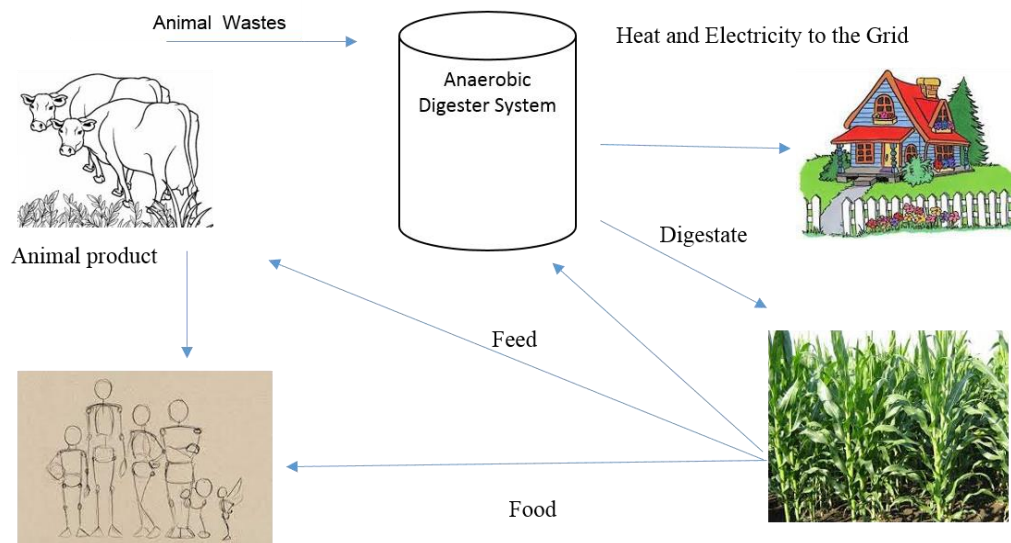 Animal Wastes
Heat and Electricity to the Grid
Anaerobic
Digester System
Digestate
Animal product
Feed
Food